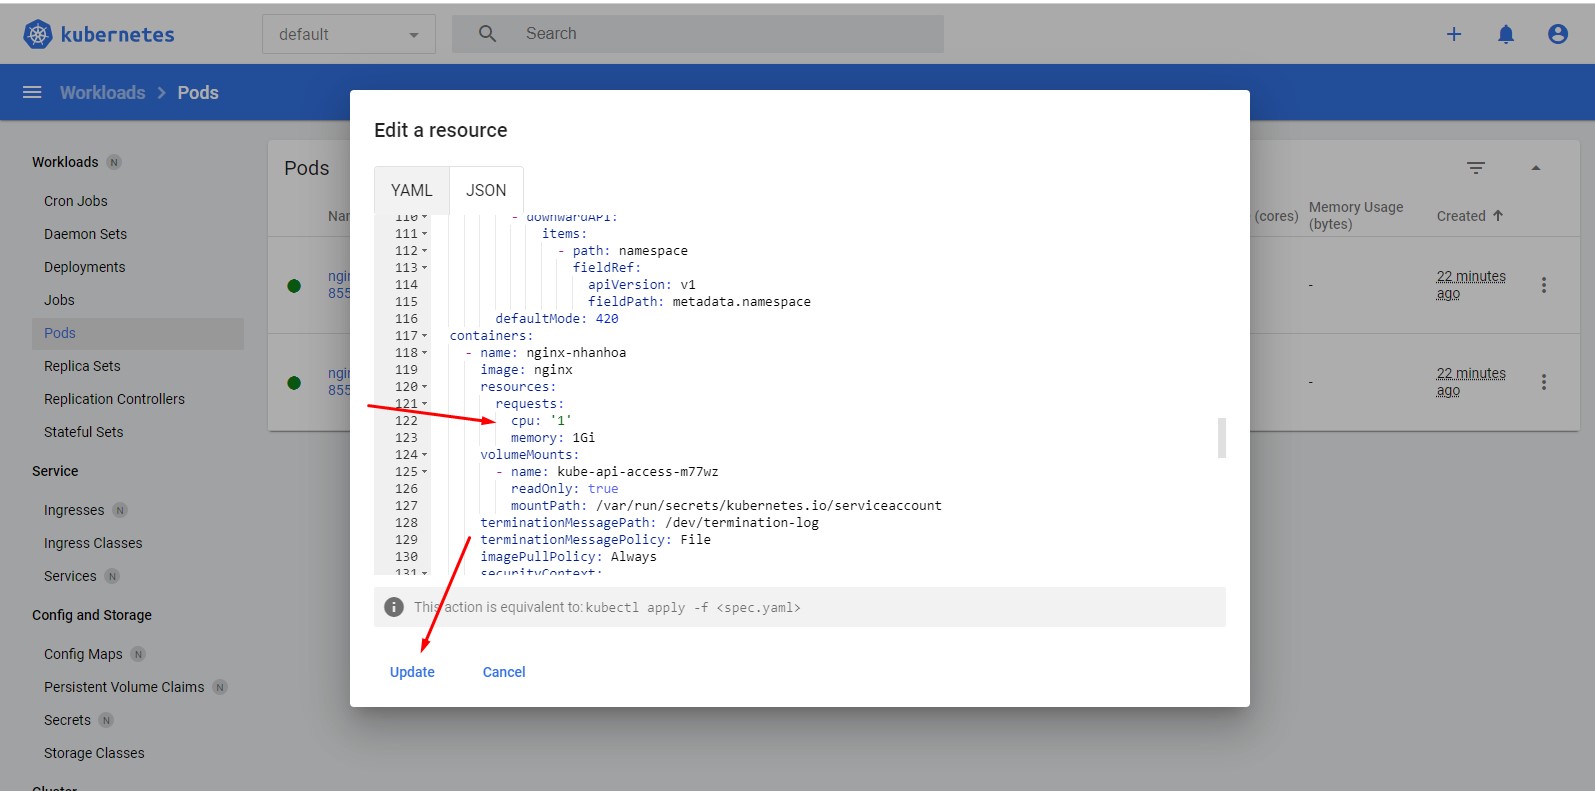 kubernetes
default
Search
Workloads > Pods
Workloads N
Cron Jobs
Daemon Sets
Deployments
Jobs
Pods
Replica Sets
Replication Controllers
Stateful Sets
Service
Ingresses N
Ingress Classes
Services N
Config and Storage
Config Maps N
Persistent Volume Claims N
Secrets N
Storage Classes
Cluster
Pods
(cores)
Memory Usage
(bytes)
Created
22 minutes
ago
-
22 minutes
ago
-
Edit a resource
YAML
JSON
110 - downwardAPI:
111 items:
112 - path: namespace
113 fieldRef:
114 apiVersion: v1
115 fieldPath: metadata.namespace
116 defaultMode: 420
117 containers:
118 - name: nginx-nhanhoa
119 image: nginx
120 resources:
121 requests:
122 cpu: '1'
123 memory: 1Gi
124 volumeMounts:
125 - name: kube-api-access-m77wz
126 readOnly: true
127 mountPath: /var/run/secrets/kubernetes.io/serviceaccount
128 terminationMessagePath: /dev/termination-log
129 terminationMessagePolicy: File
130 imagePullPolicy: Always
131 securityContext:
This action is equivalent to: kubectl apply -f <spec.yaml>
Update
Cancel